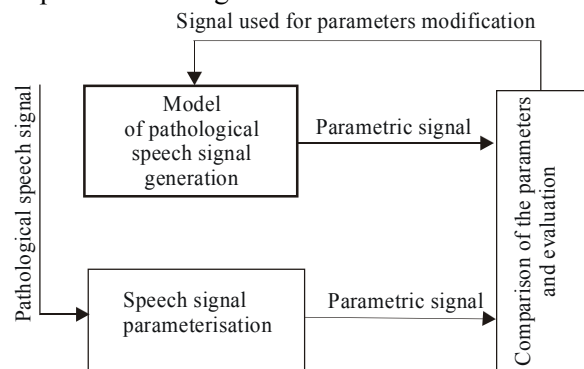 Signal used for parameters modification
Pathological speech signal
Model
of pathological
speech signal
generation
Parametric signal
Comparison of the parameters
and evaluation
Speech signal
parameterisation
Parametric signal